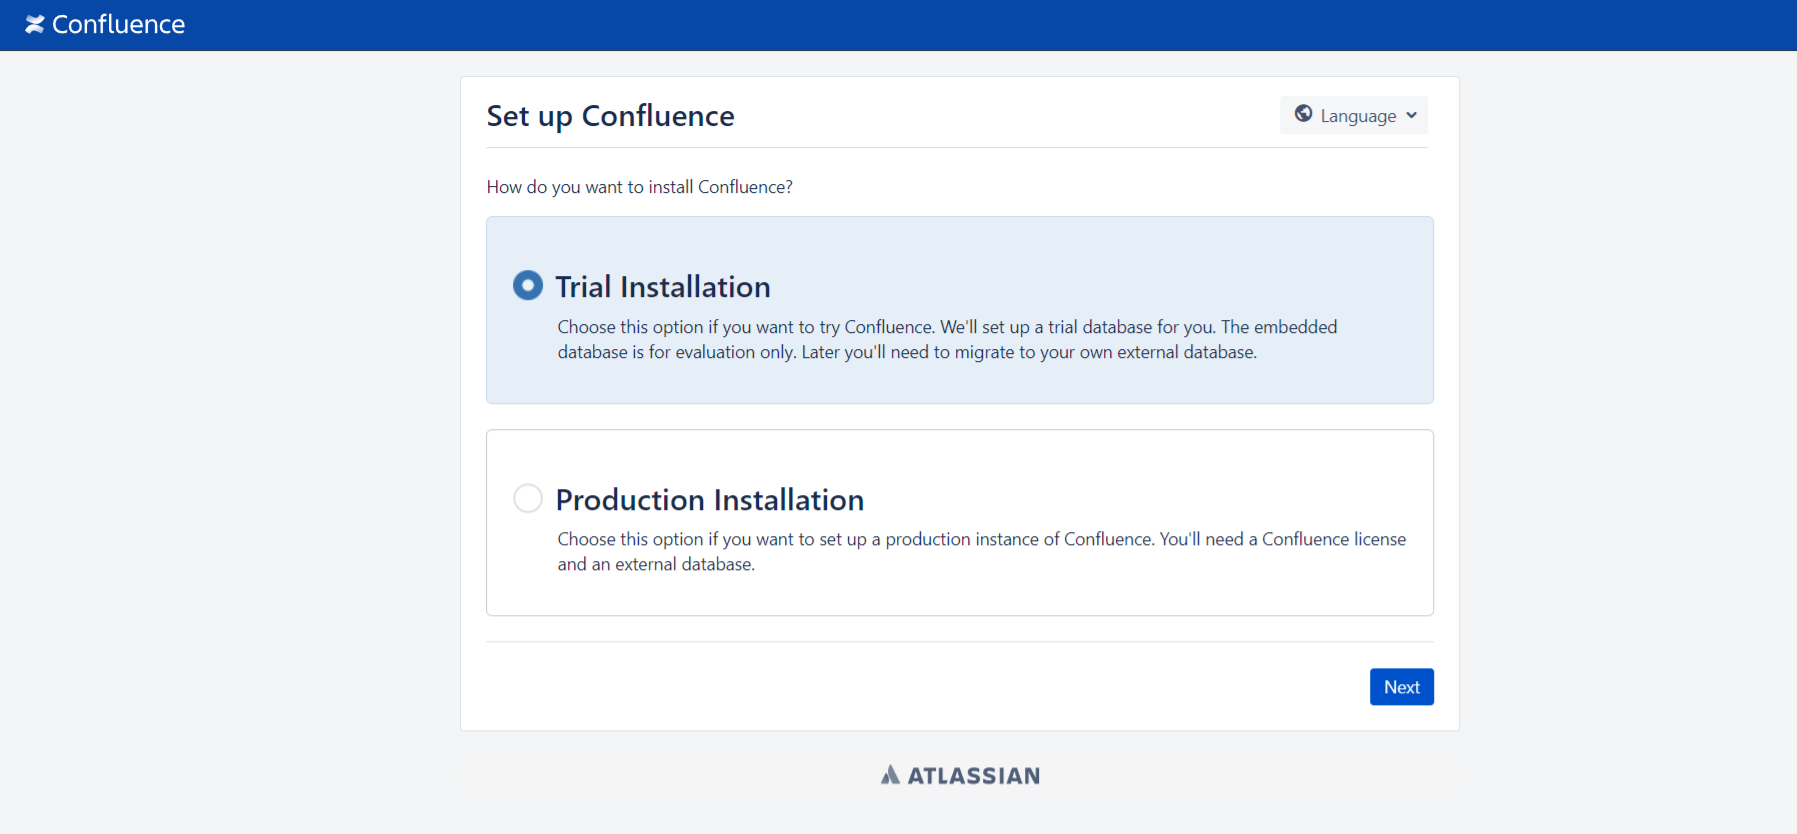 Confluence
Set up Confluence
Language
How do you want to install Confluence?
Trial Installation
Choose this option if you want to try Confluence. We'll set up a trial database for you. The embedded
database is for evaluation only. Later you'll need to migrate to your own external database.
Production Installation
Choose this option if you want to set up a production instance of Confluence. You'll need a Confluence license
and an external database.
Next
ATLASSIAN